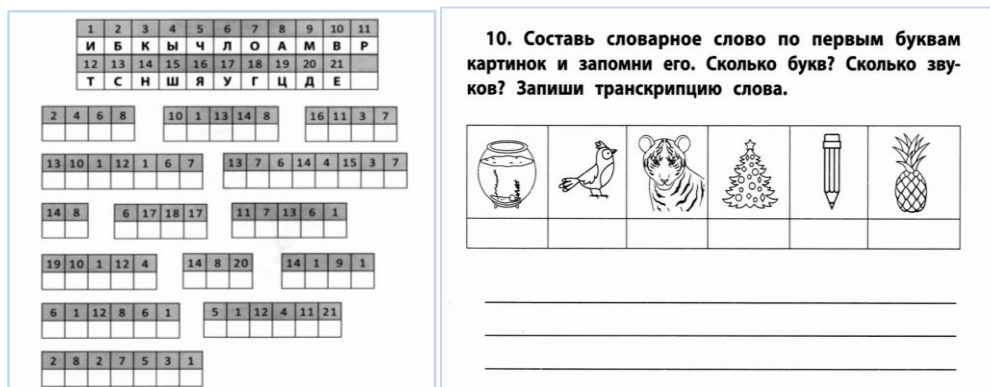 1 2 3 4 5 6 7 8 9 10 11
И Б К Ы Ч Л О А М В Р
12 13 14 15 16 17 18 19 20 21
Т С Н Ш Я У Г Ц Д Е
2 4 6 8 10 1 13 14 8 16 11 3 7
13 10 1 12 1 6 7 13 7 6 14 4 15 3 7
14 8 6 17 18 17 11 7 13 6 1
19 10 1 12 4 14 8 20 14 1 9 1
6 1 12 8 6 1 5 1 12 4 11 21
2 8 2 7 5 3 1
10. Составь словарное слово по первым буквам
картинок и запомни его. Сколько букв? Сколько зву-
ков? Запиши транскрипцию слова.